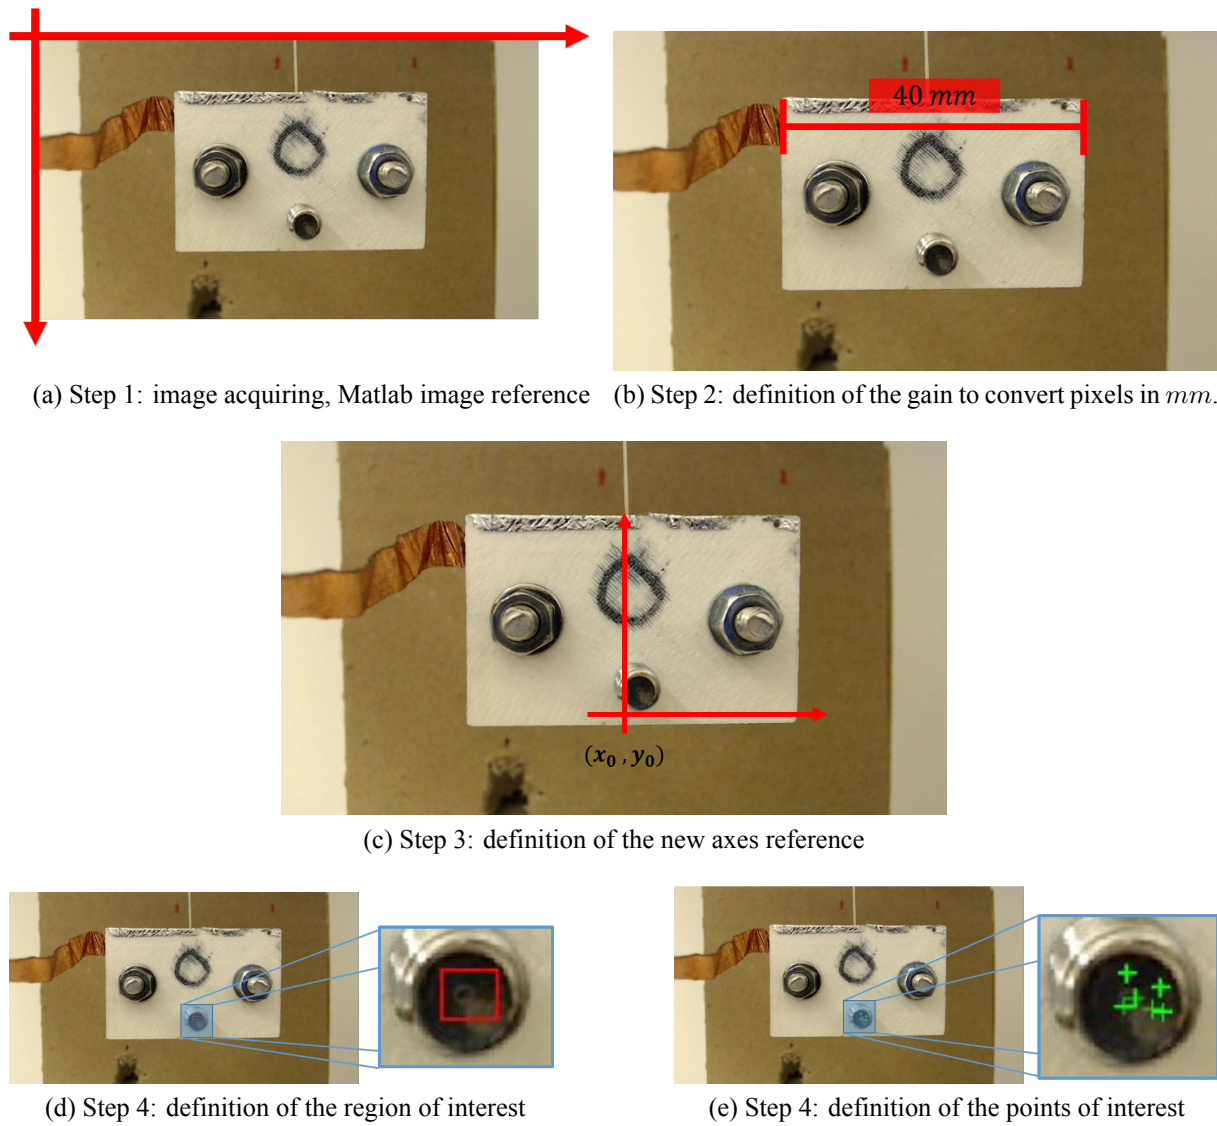 40 mm
(a) Step 1: image acquiring, Matlab image reference
(b) Step 2: definition of the gain to convert pixels in mm.
(x₀ , y₀)
(c) Step 3: definition of the new axes reference
(d) Step 4: definition of the region of interest
(e) Step 4: definition of the points of interest